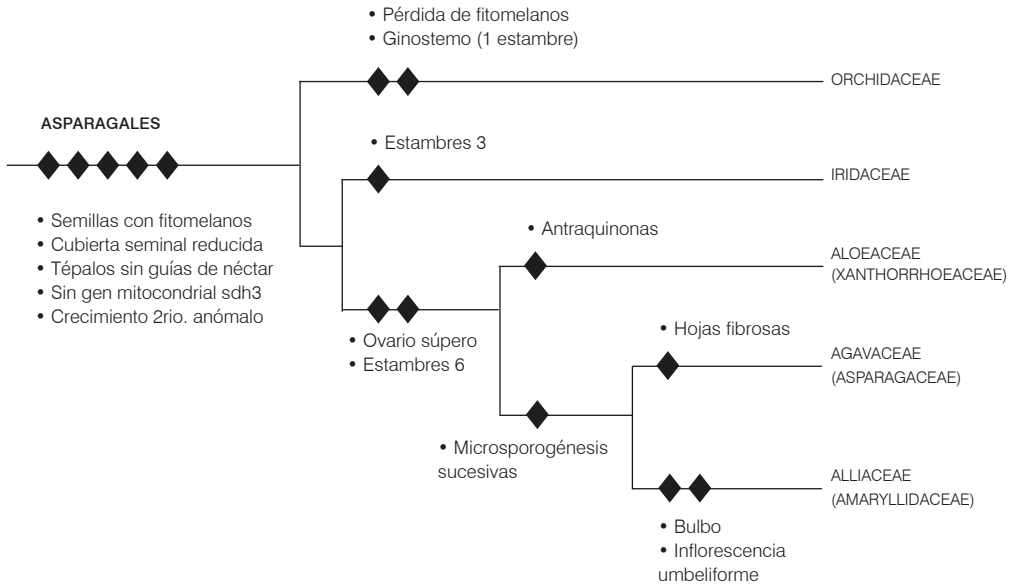 • Pérdida de fitomelanos
• Ginostemo (1 estambre)
ORCHIDACEAE
ASPARAGALES
• Estambres 3
IRIDACEAE
• Semillas con fitomelanos
• Cubierta seminal reducida
• Tépalos sin guías de néctar
• Sin gen mitocondrial sdh3
• Crecimiento 2rio. anómalo
• Antraquinonas
ALOEACEAE
(XANTHORRHOEACEAE)
• Ovario súpero
• Estambres 6
• Hojas fibrosas
AGAVACEAE
(ASPARAGACEAE)
• Microsporogénesis
sucesivas
ALLIACEAE
(AMARYLLIDACEAE)
• Bulbo
• Inflorescencia
umbeliforme